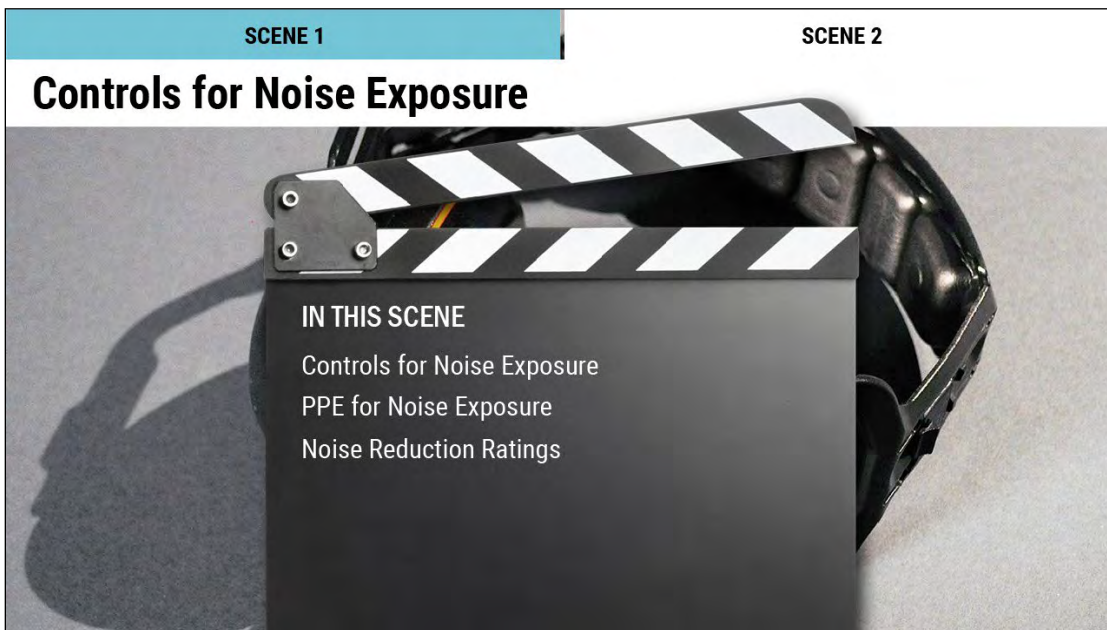 SCENE 1
SCENE 2
Controls for Noise Exposure
IN THIS SCENE
Controls for Noise Exposure
PPE for Noise Exposure
Noise Reduction Ratings